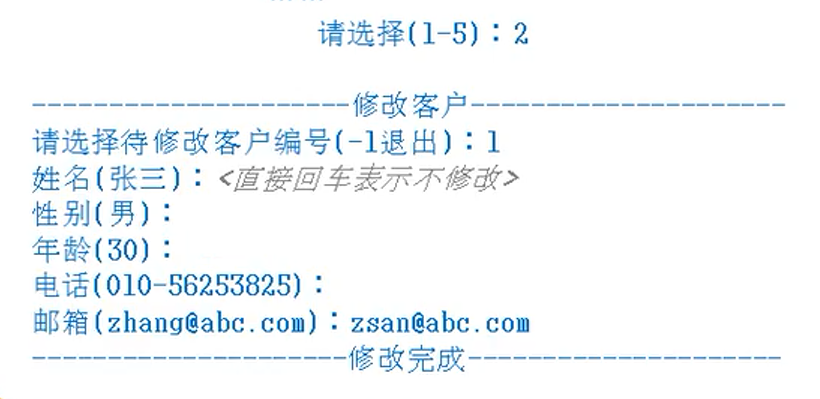 请选择(1-5)：2
---------------------修改客户---------------------
请选择待修改客户编号(-1退出)：1
姓名(张三)：<直接回车表示不修改>
性别(男)：
年龄(30)：
电话(010-56253825)：
邮箱(zhang@abc.com)：zsan@abc.com
---------------------修改完成---------------------